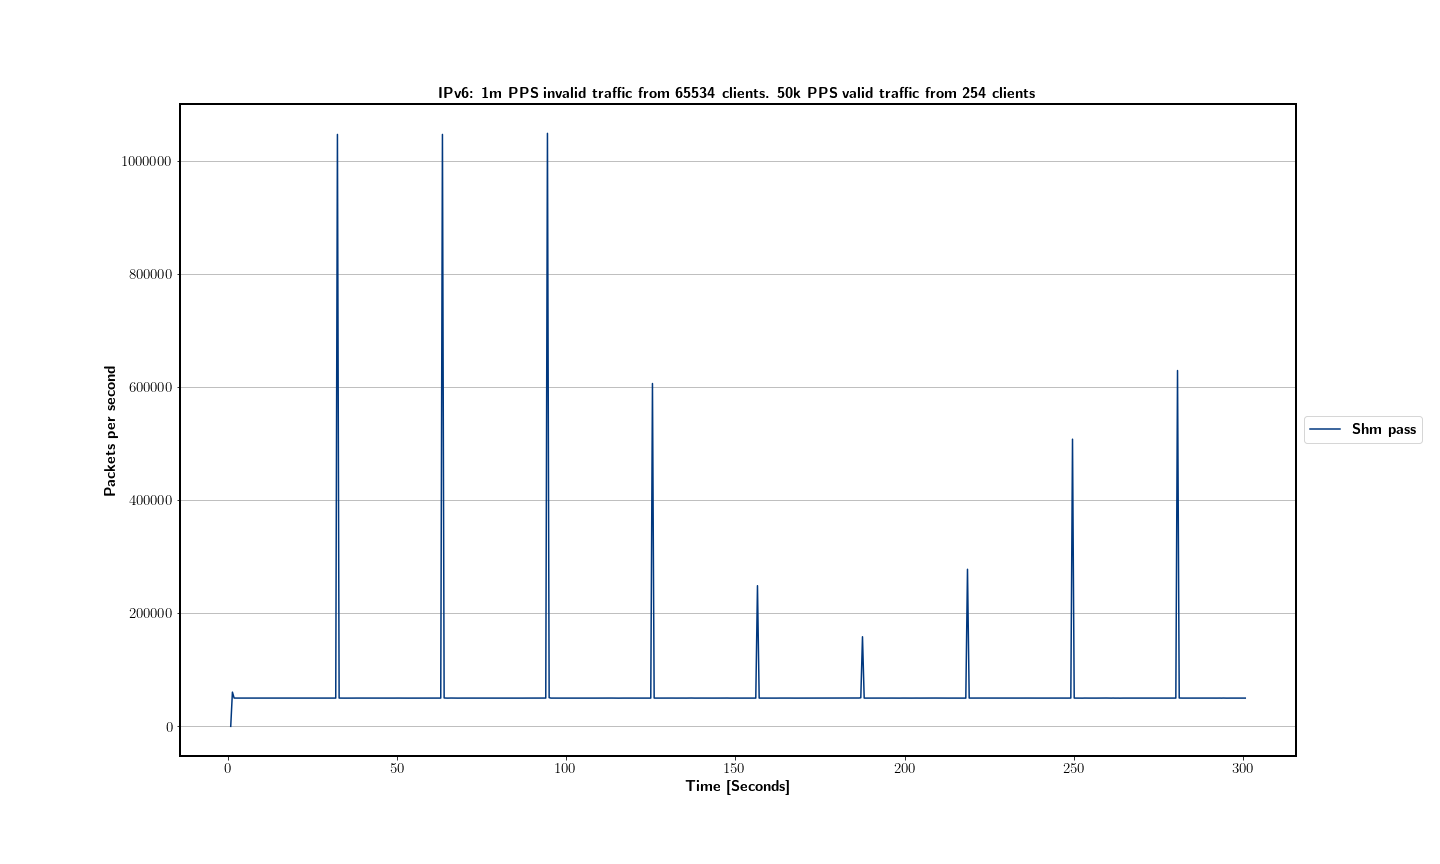 IPv6: 1m PPS invalid traffic from 65534 clients. 50k PPS valid traffic from 254 clients
1000000
800000
600000
400000
200000
0
Packets per second
0 50 100 150 200 250 300
Time [Seconds]
Shm pass